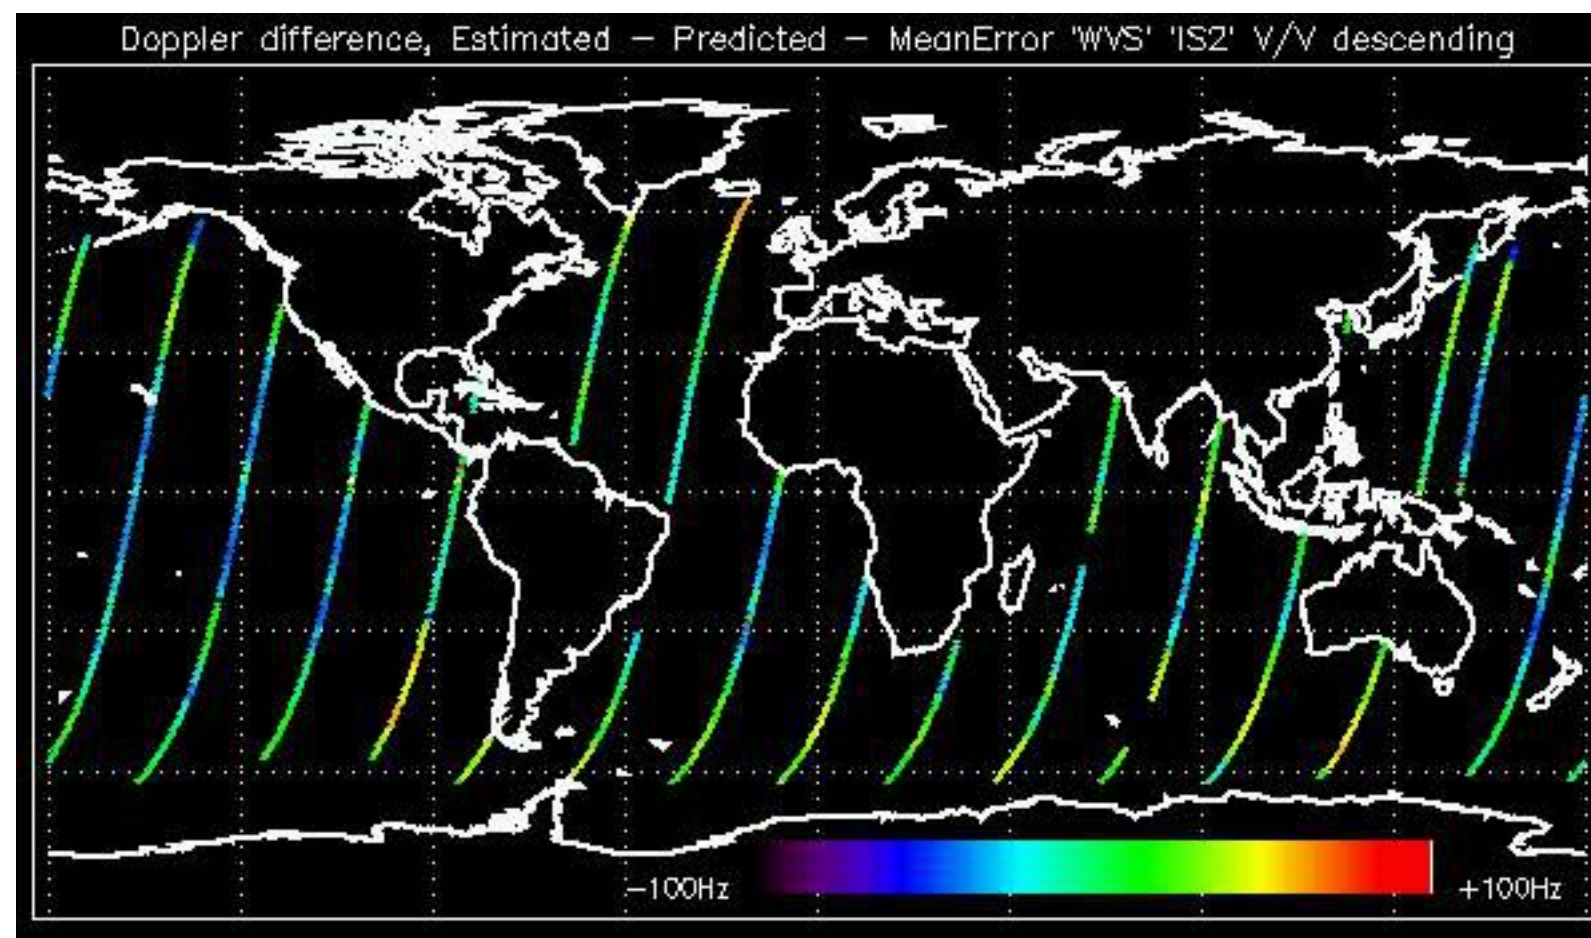 Doppler difference, Estimated – Predicted – MeanError 'WVS' 'IS2' V/V descending
–100Hz +100Hz